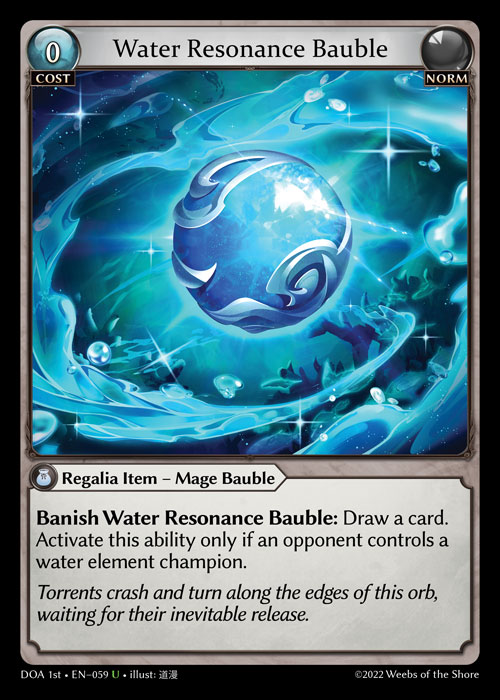 0
Water Resonance Bauble
COST
NORM
Regalia Item – Mage Bauble
Banish Water Resonance Bauble: Draw a card.
Activate this ability only if an opponent controls a
water element champion.
Torrents crash and turn along the edges of this orb,
waiting for their inevitable release.
DOA 1st • EN–059 U • illust: 道漫
©2022 Weebs of the Shore